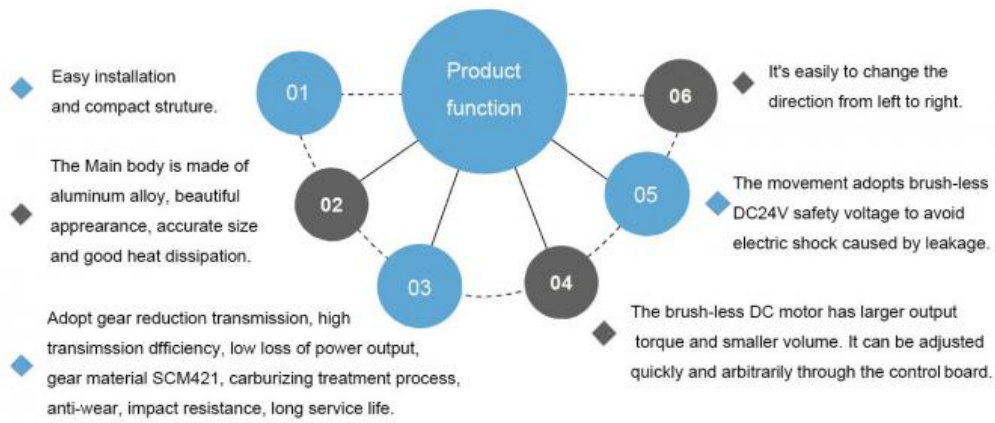 Product
function
01
Easy installation
and compact struture.
02
The Main body is made of
aluminum alloy, beautiful
apprearance, accurate size
and good heat dissipation.
03
Adopt gear reduction transmission, high
transimssion dfficiency, low loss of power output,
gear material SCM421, carburizing treatment process,
anti-wear, impact resistance, long service life.
04
The brush-less DC motor has larger output
torque and smaller volume. It can be adjusted
quickly and arbitrarily through the control board.
05
The movement adopts brush-less
DC24V safety voltage to avoid
electric shock caused by leakage.
06
It's easily to change the
direction from left to right.